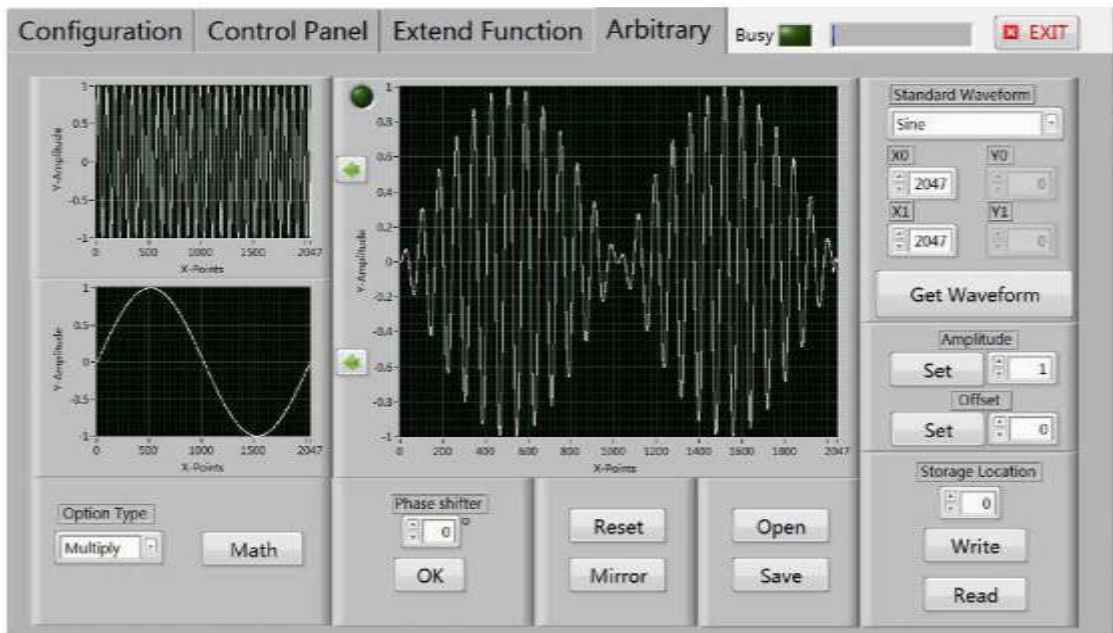 Configuration Control Panel Extend Function Arbitrary Busy EXIT
1
0.5
0
-0.5
-1
Y-Amplitude
0 500 1000 1500 2047
X-Points
1
0.5
0
-0.5
-1
Y-Amplitude
0 500 1000 1500 2047
X-Points
1
0.8
0.6
0.4
0.2
0
-0.2
-0.4
-0.6
-0.8
-1
Y-Amplitude
0 200 400 600 800 1000 1200 1400 1600 1800 2047
X-Points
Standard Waveform
Sine
X0 Y0
2047 0
X1 Y1
2047 0
Get Waveform
Amplitude
Set 1
Offset
Set 0
Storage Location
0
Write
Read
Option Type
Multiply Math
Phase shifter
0 °
OK
Reset
Mirror
Open
Save